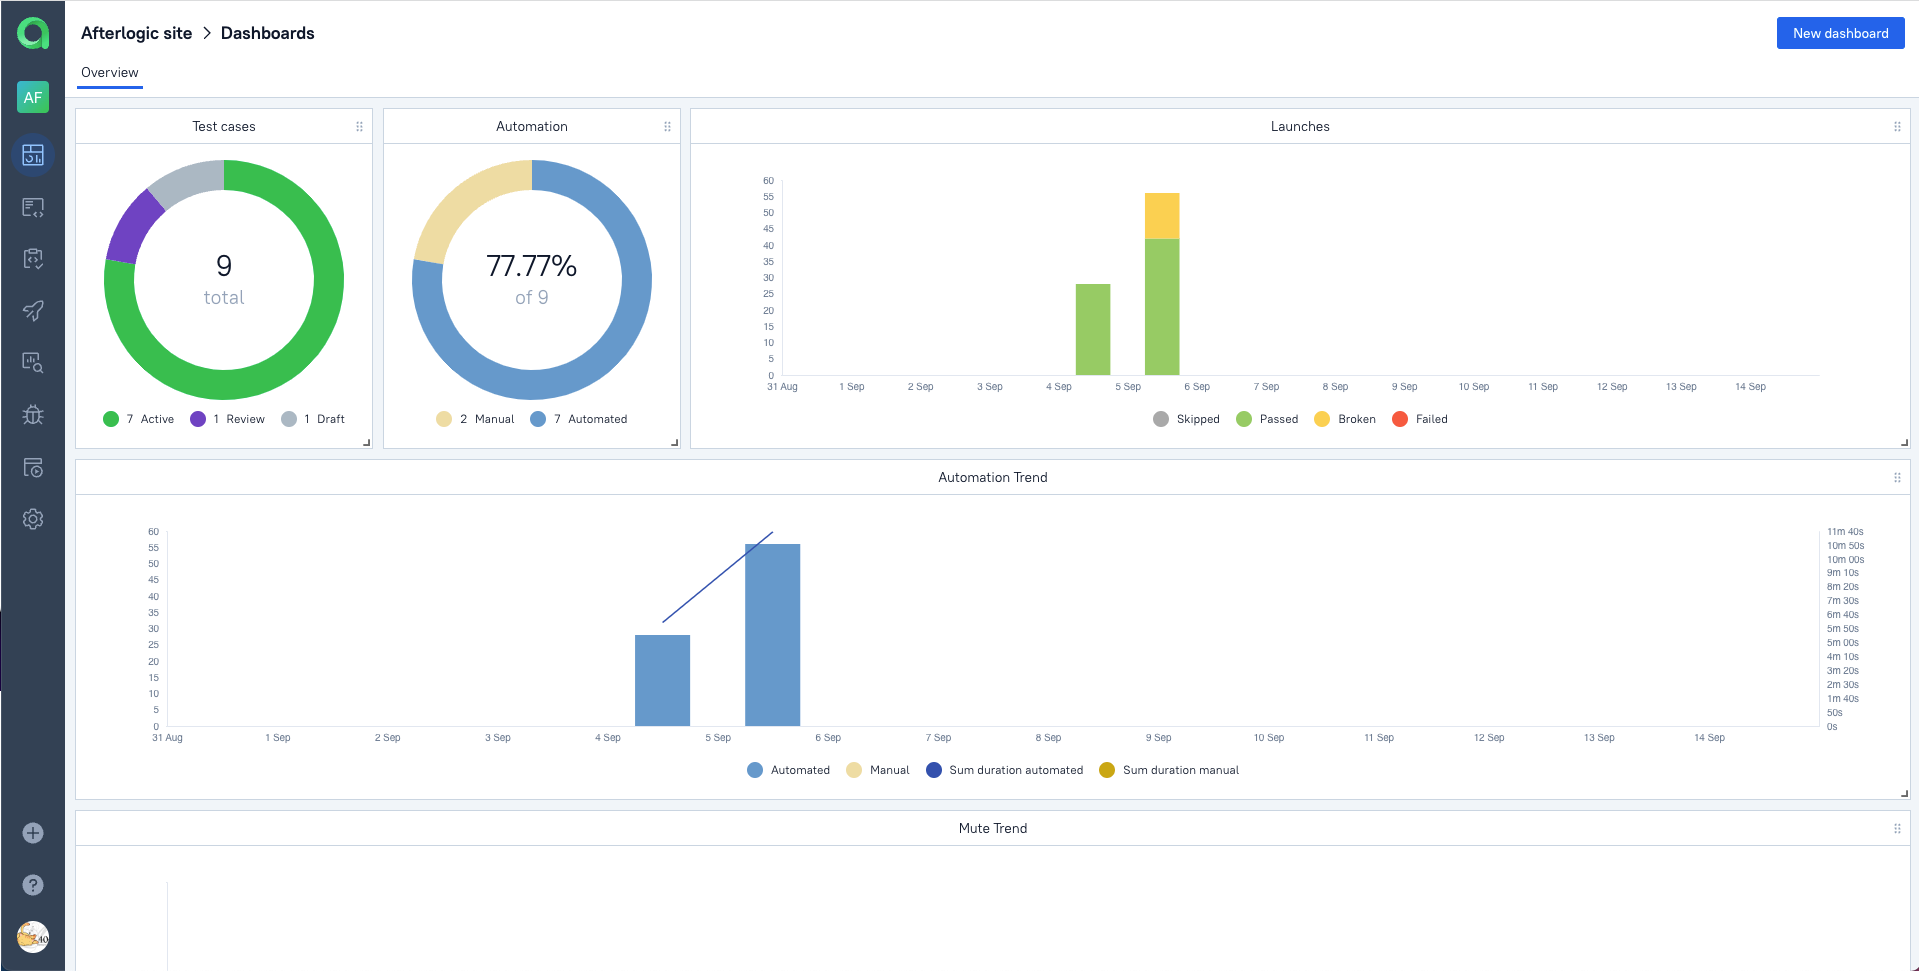 Afterlogic site > Dashboards
New dashboard
AF
Overview
Test cases
9
total
7 Active
1 Review
1 Draft
Automation
77.77%
of 9
2 Manual
7 Automated
Launches
60
55
50
45
40
35
30
25
20
15
10
5
0
31 Aug
1 Sep
2 Sep
3 Sep
4 Sep
5 Sep
6 Sep
7 Sep
8 Sep
9 Sep
10 Sep
11 Sep
12 Sep
13 Sep
14 Sep
Skipped
Passed
Broken
Failed
Automation Trend
60
55
50
45
40
35
30
25
20
15
10
5
0
11m 40s
10m 50s
10m 00s
9m 10s
8m 20s
7m 30s
6m 40s
5m 50s
5m 00s
4m 10s
3m 20s
2m 30s
1m 40s
50s
0s
31 Aug
1 Sep
2 Sep
3 Sep
4 Sep
5 Sep
6 Sep
7 Sep
8 Sep
9 Sep
10 Sep
11 Sep
12 Sep
13 Sep
14 Sep
Automated
Manual
Sum duration automated
Sum duration manual
Mute Trend